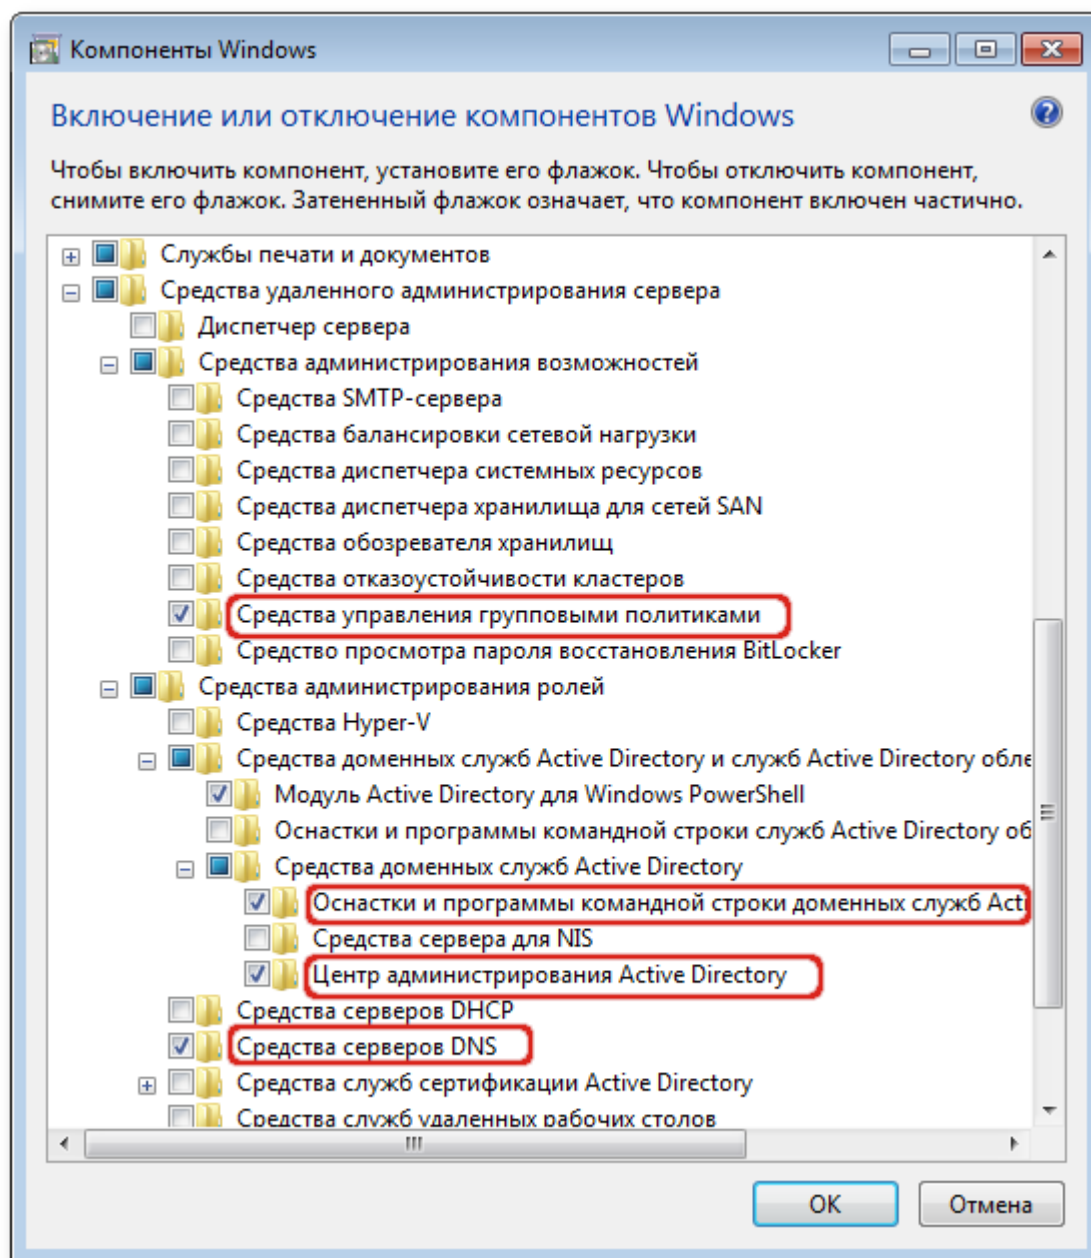 Компоненты Windows
Включение или отключение компонентов Windows
Чтобы включить компонент, установите его флажок. Чтобы отключить компонент,
снимите его флажок. Затененный флажок означает, что компонент включен частично.
Службы печати и документов
Средства удаленного администрирования сервера
Диспетчер сервера
Средства администрирования возможностей
Средства SMTP-сервера
Средства балансировки сетевой нагрузки
Средства диспетчера системных ресурсов
Средства диспетчера хранилища для сетей SAN
Средства обозревателя хранилищ
Средства отказоустойчивости кластеров
Средства управления групповыми политиками
Средство просмотра пароля восстановления BitLocker
Средства администрирования ролей
Средства Hyper-V
Средства доменных служб Active Directory и служб Active Directory обле
Модуль Active Directory для Windows PowerShell
Оснастки и программы командной строки служб Active Directory об
Средства доменных служб Active Directory
Оснастки и программы командной строки доменных служб Acti
Средства сервера для NIS
Центр администрирования Active Directory
Средства серверов DHCP
Средства серверов DNS
Средства служб сертификации Active Directory
Средства служб удаленных рабочих столов
OK
Отмена